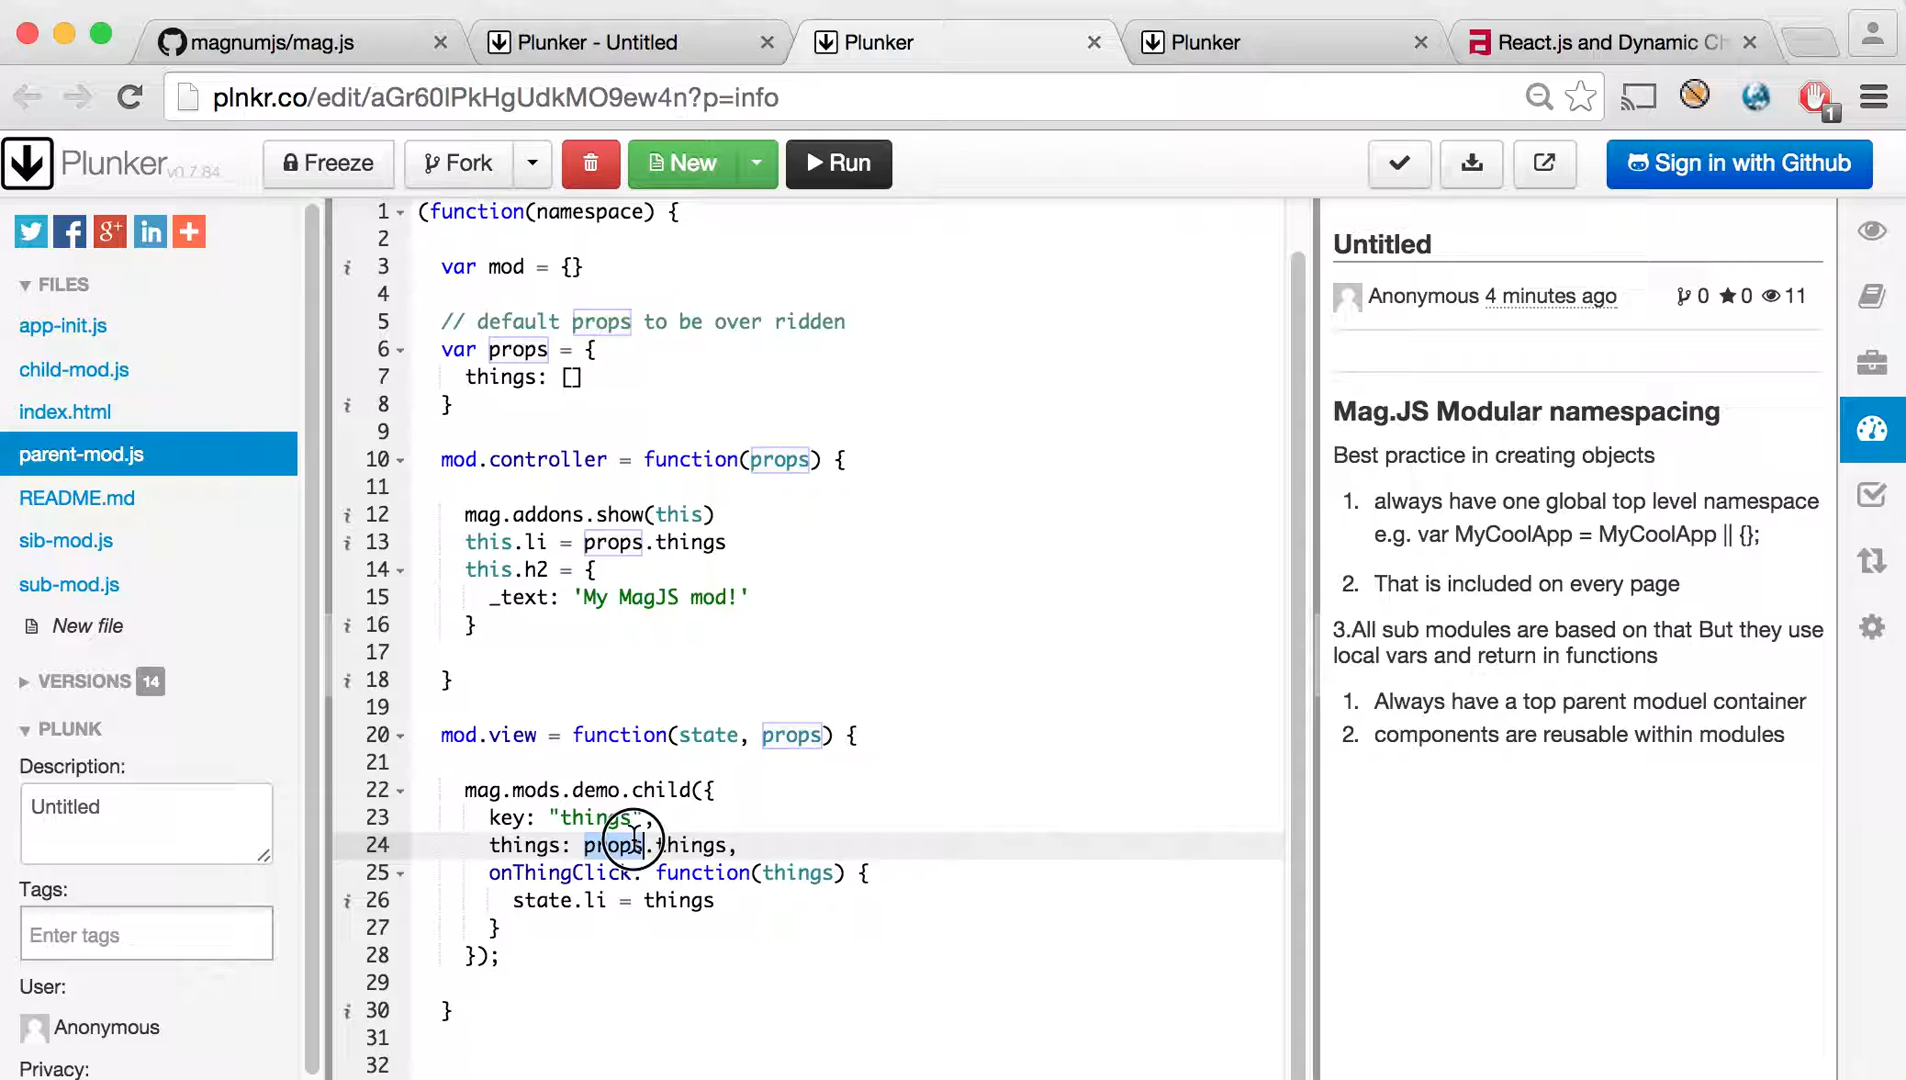 magnumjs/mag.js
Plunker - Untitled
Plunker
Plunker
React.js and Dynamic Ch
plnkr.co/edit/aGr60lPkHgUdkMO9ew4n?p=info
1
Plunker v0.7.84
Freeze
Fork
New
Run
Sign in with Github
FILES
app-init.js
child-mod.js
index.html
parent-mod.js
README.md
sib-mod.js
sub-mod.js
New file
VERSIONS 14
PLUNK
Description:
Untitled
Tags:
Enter tags
User:
Anonymous
Privacy:
1 (function(namespace) {
2
3 var mod = {}
4
5 // default props to be over ridden
6 var props = {
7 things: []
8 }
9
10 mod.controller = function(props) {
11
12 mag.addons.show(this)
13 this.li = props.things
14 this.h2 = {
15 _text: 'My MagJS mod!'
16 }
17
18 }
19
20 mod.view = function(state, props) {
21
22 mag.mods.demo.child({
23 key: "things",
24 things: props.things,
25 onThingClick: function(things) {
26 state.li = things
27 }
28 });
29
30 }
31
32
Untitled
Anonymous 4 minutes ago 0 0 11
Mag.JS Modular namespacing
Best practice in creating objects
1. always have one global top level namespace
e.g. var MyCoolApp = MyCoolApp || {};
2. That is included on every page
3.All sub modules are based on that But they use
local vars and return in functions
1. Always have a top parent moduel container
2. components are reusable within modules